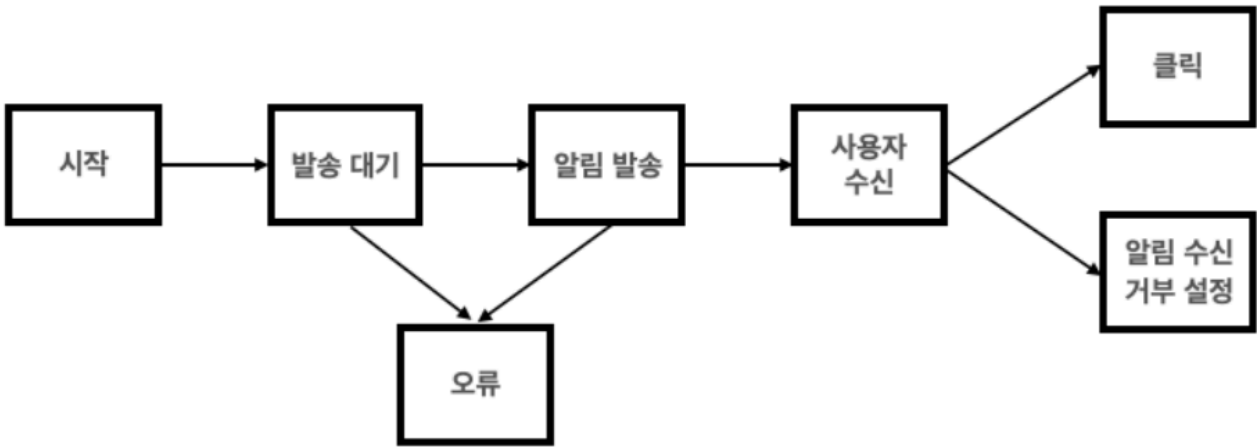 시작
발송 대기
알림 발송
사용자
수신
클릭
알림 수신
거부 설정
오류